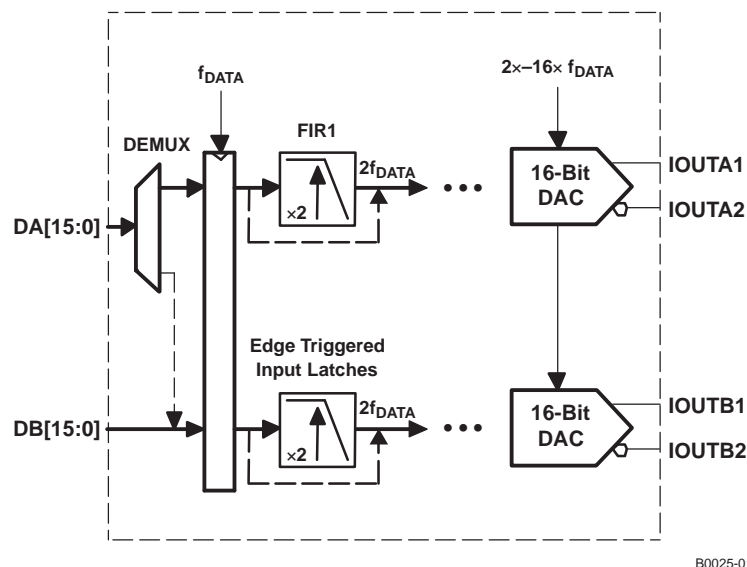 f_DATA
2×–16× f_DATA
DEMUX
FIR1
2f_DATA
×2
16-Bit
DAC
IOUTA1
IOUTA2
DA[15:0]
Edge Triggered
Input Latches
2f_DATA
×2
16-Bit
DAC
IOUTB1
IOUTB2
DB[15:0]
B0025-0